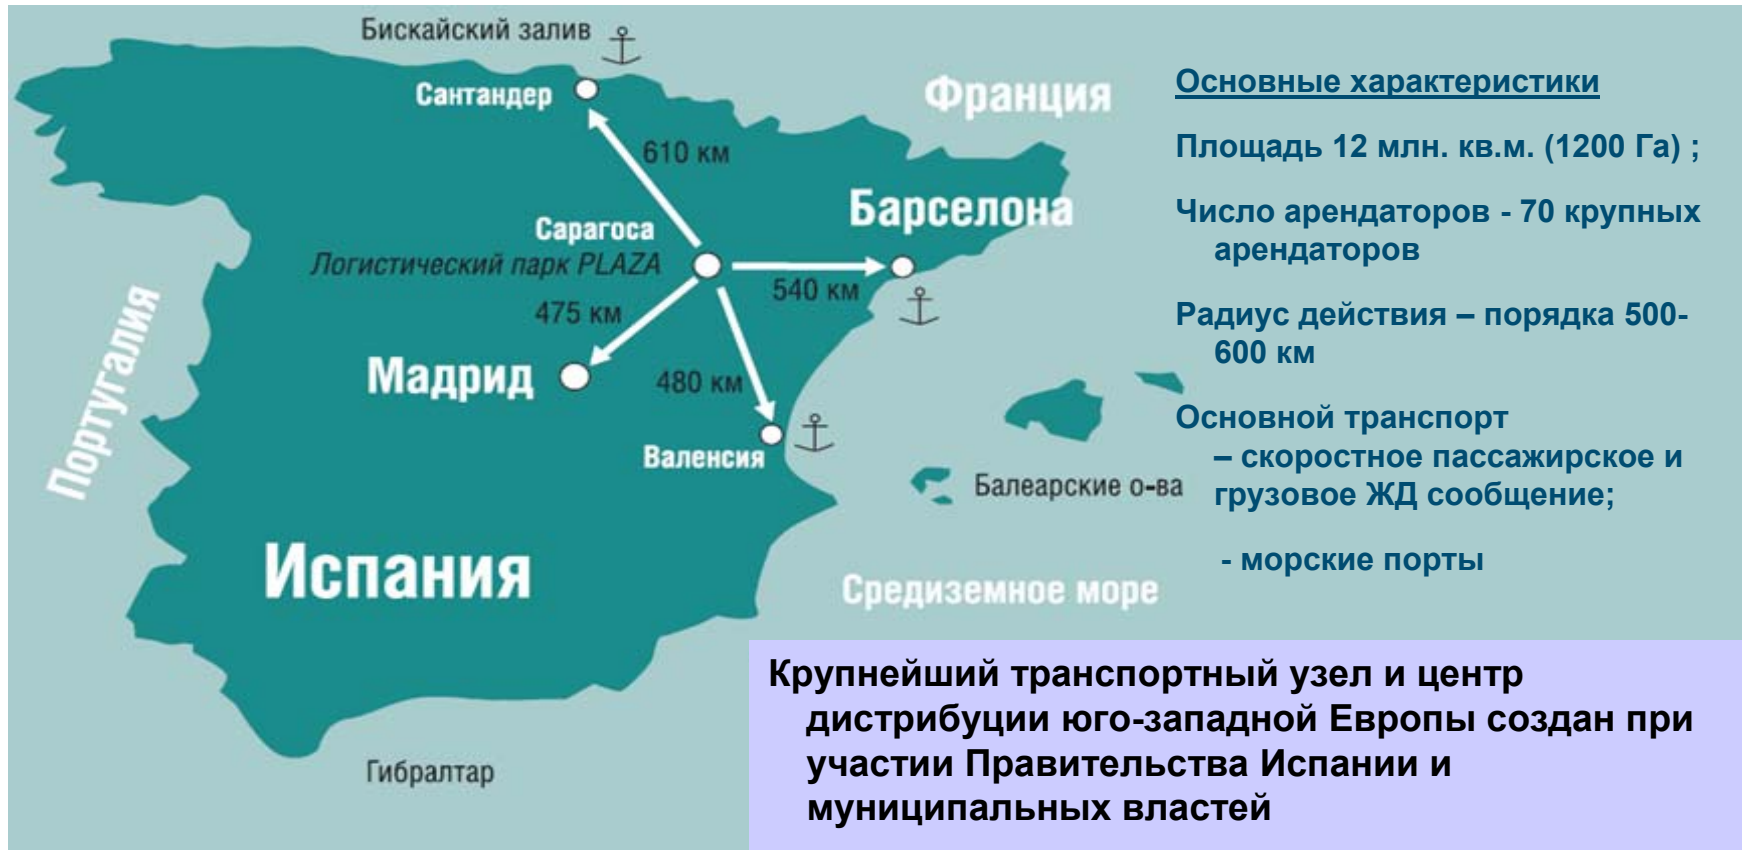 Бискайский залив
Сантандер
Франция
610 км
Барселона
Сарагоса
Логистический парк PLAZA
540 км
475 км
Мадрид
480 км
Валенсия
Португалия
Балеарские о-ва
Испания
Средиземное море
Гибралтар
Основные характеристики
Площадь 12 млн. кв.м. (1200 Га) ;
Число арендаторов - 70 крупных
арендаторов
Радиус действия – порядка 500-
600 км
Основной транспорт
– скоростное пассажирское и
грузовое ЖД сообщение;
- морские порты
Крупнейший транспортный узел и центр
дистрибуции юго-западной Европы создан при
участии Правительства Испании и
муниципальных властей